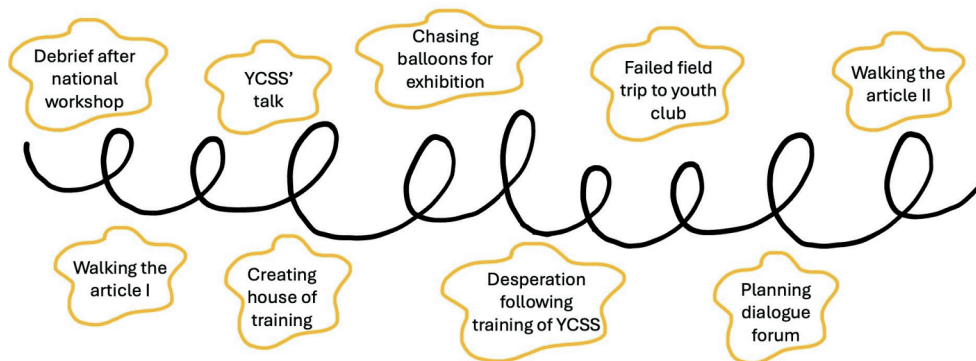 Debrief after
national
workshop
YCSS'
talk
Chasing
balloons for
exhibition
Failed field
trip to youth
club
Walking the
article II
Walking the
article I
Creating
house of
training
Desperation
following
training of YCSS
Planning
dialogue
forum